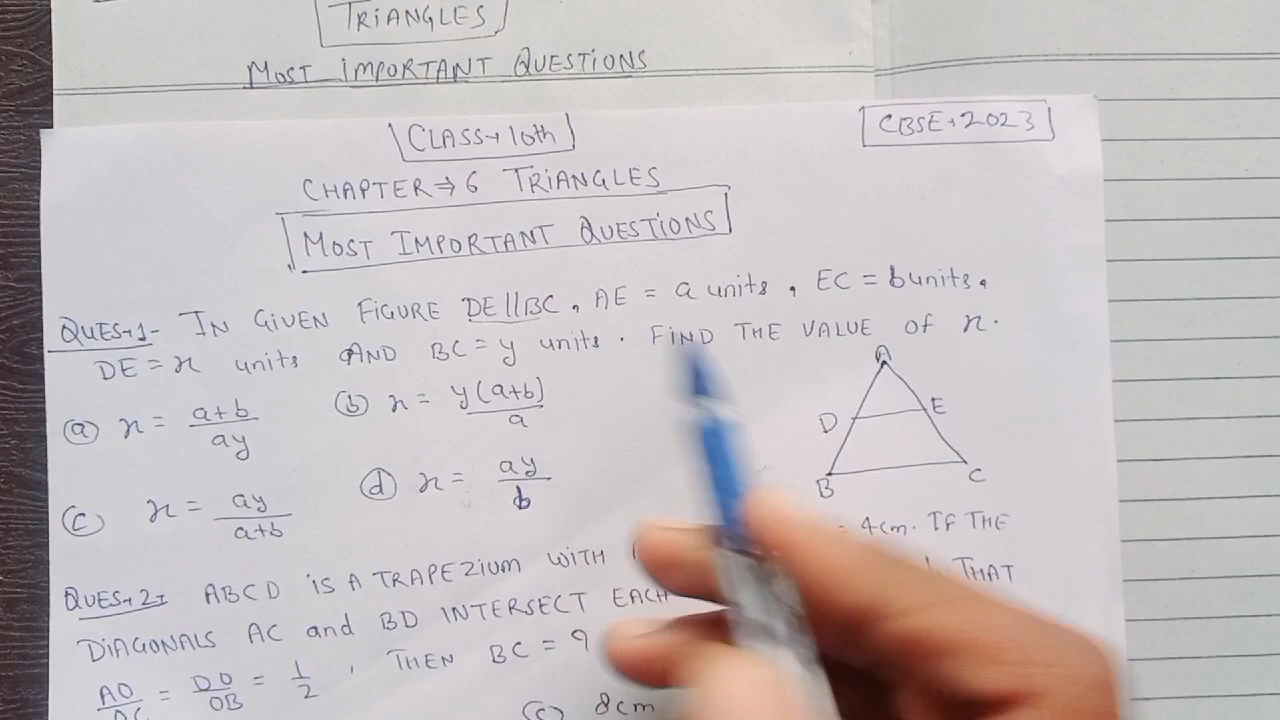 TRIANGLES
MOST IMPORTANT QUESTIONS
CLASS→10th
CBSE→2023
CHAPTER⇒6 TRIANGLES
MOST IMPORTANT QUESTIONS
QUES→1- IN GIVEN FIGURE DE||BC, AE = a units, EC = b units,
DE = x units AND BC = y units. FIND THE VALUE of x.
(a) x = a+b/ay
(b) x = y(a+b)/a
(c) x = ay/a+b
(d) x = ay/b
A
D
E
B
C
QUES→2→ ABCD IS A TRAPEZIUM WITH = 4cm. IF THE
DIAGONALS AC and BD INTERSECT EACH THAT
AO/OC = DO/OB = 1/2, THEN BC = 9
(c) 8cm